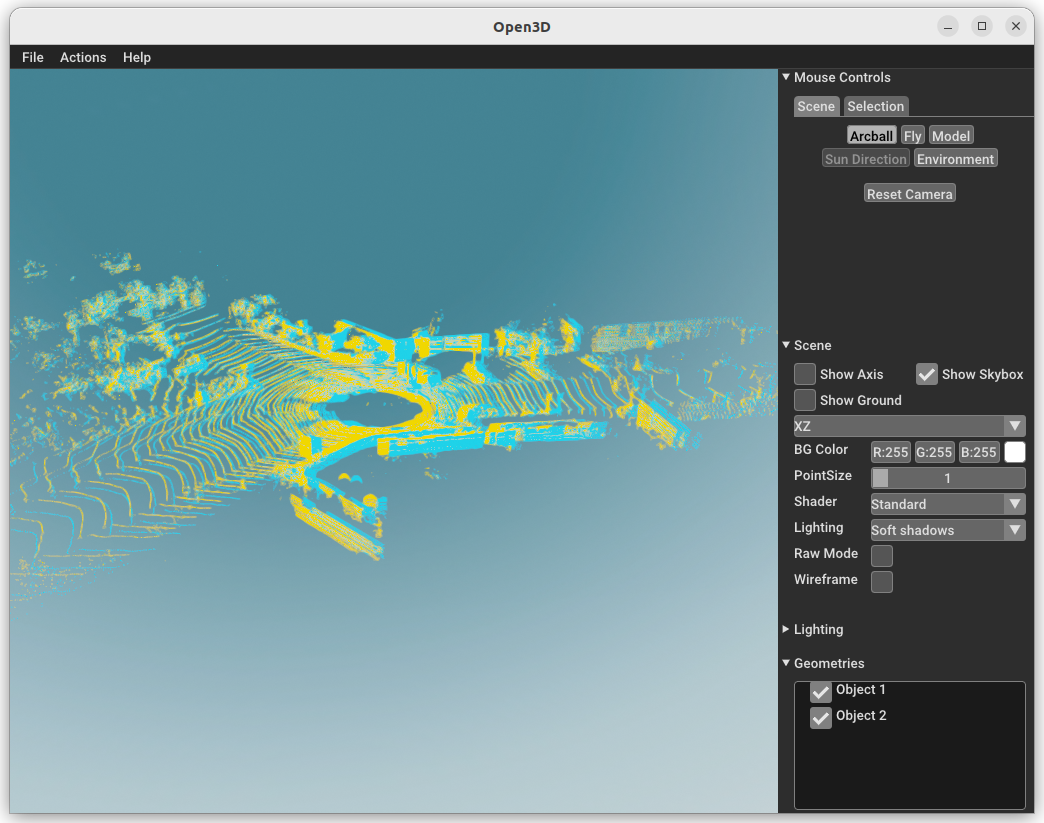 Open3D
File Actions Help
Mouse Controls
Scene Selection
Arcball Fly Model
Sun Direction Environment
Reset Camera
Scene
Show Axis Show Skybox
Show Ground
XZ
BG Color R:255 G:255 B:255
PointSize 1
Shader Standard
Lighting Soft shadows
Raw Mode
Wireframe
Lighting
Geometries
Object 1
Object 2